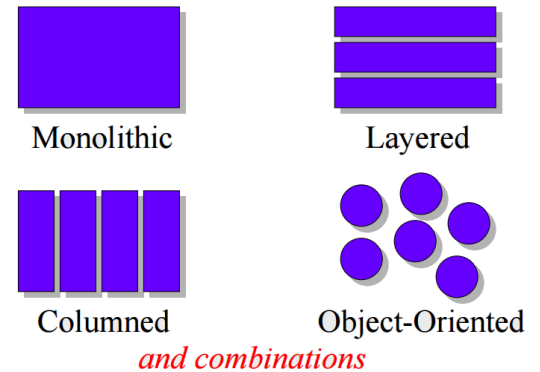 Monolithic
Layered
Columned
Object-Oriented
and combinations